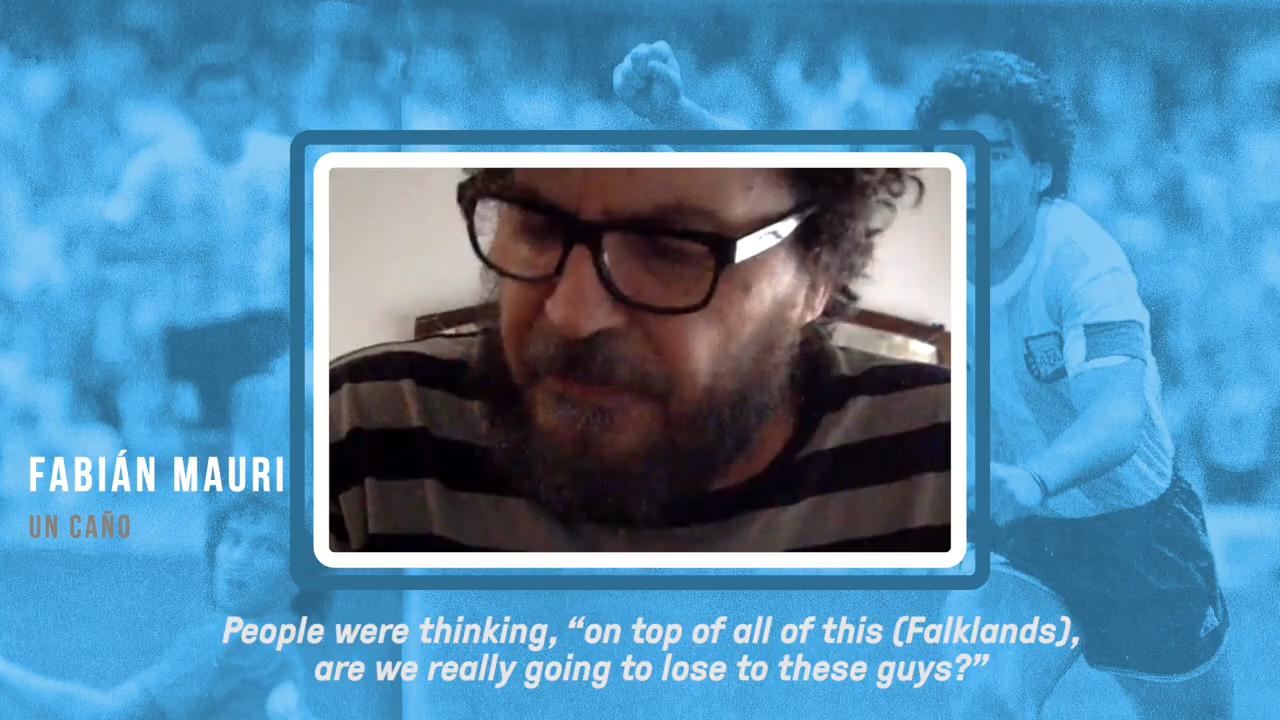 FABIÁN MAURI
UN CAÑO
People were thinking, “on top of all of this (Falklands),
are we really going to lose to these guys?”